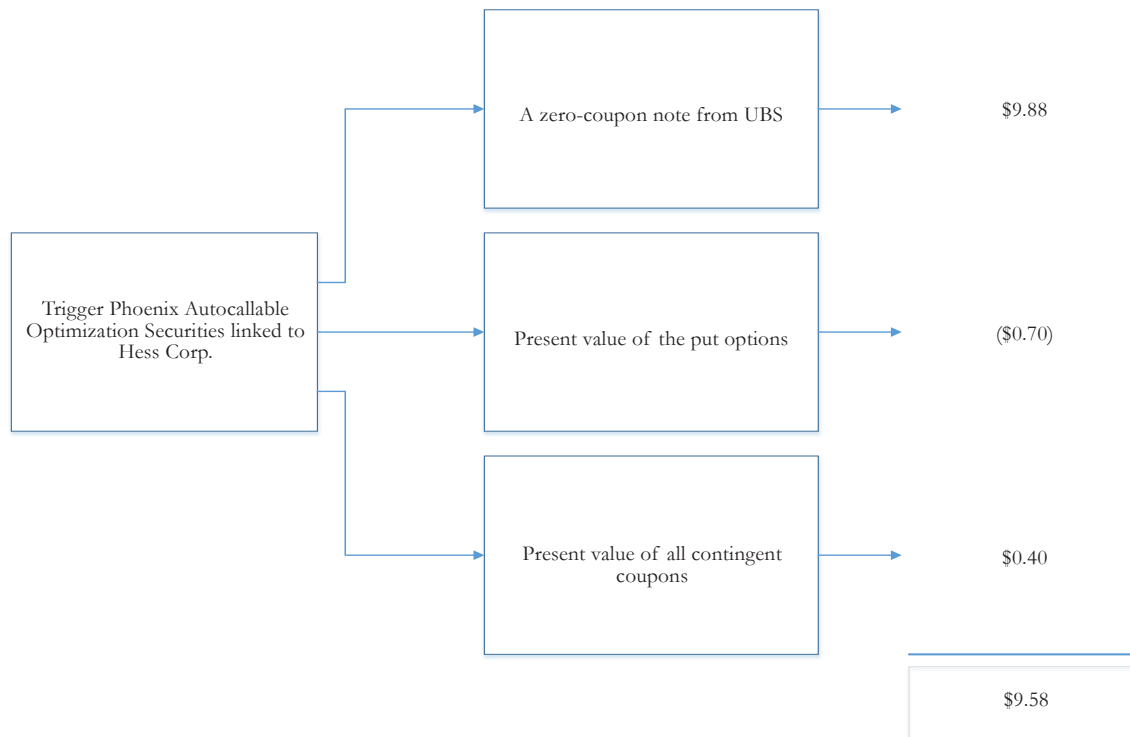 A zero-coupon note from UBS
$9.88
Trigger Phoenix Autocallable
Optimization Securities linked to
Hess Corp.
Present value of the put options
($0.70)
Present value of all contingent
coupons
$0.40
$9.58